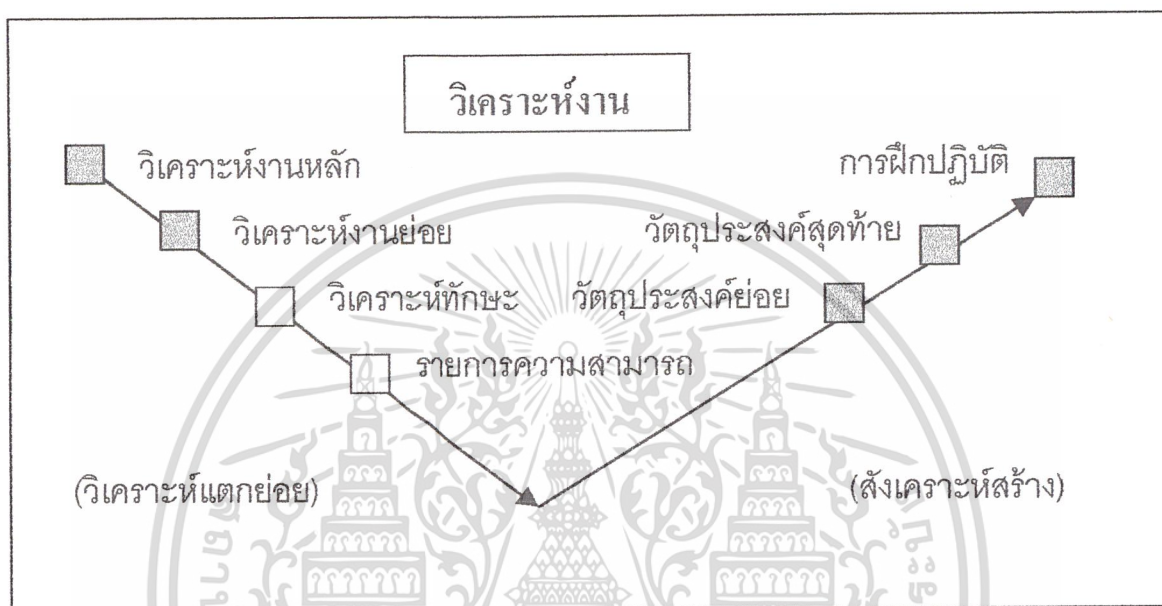 วิเคราะห์งาน
วิเคราะห์งานหลัก
การฝึกปฏิบัติ
วิเคราะห์งานย่อย
วัตถุประสงค์สุดท้าย
วิเคราะห์ทักษะ
วัตถุประสงค์ย่อย
รายการความสามารถ
(วิเคราะห์แตกย่อย)
(สังเคราะห์สร้าง)